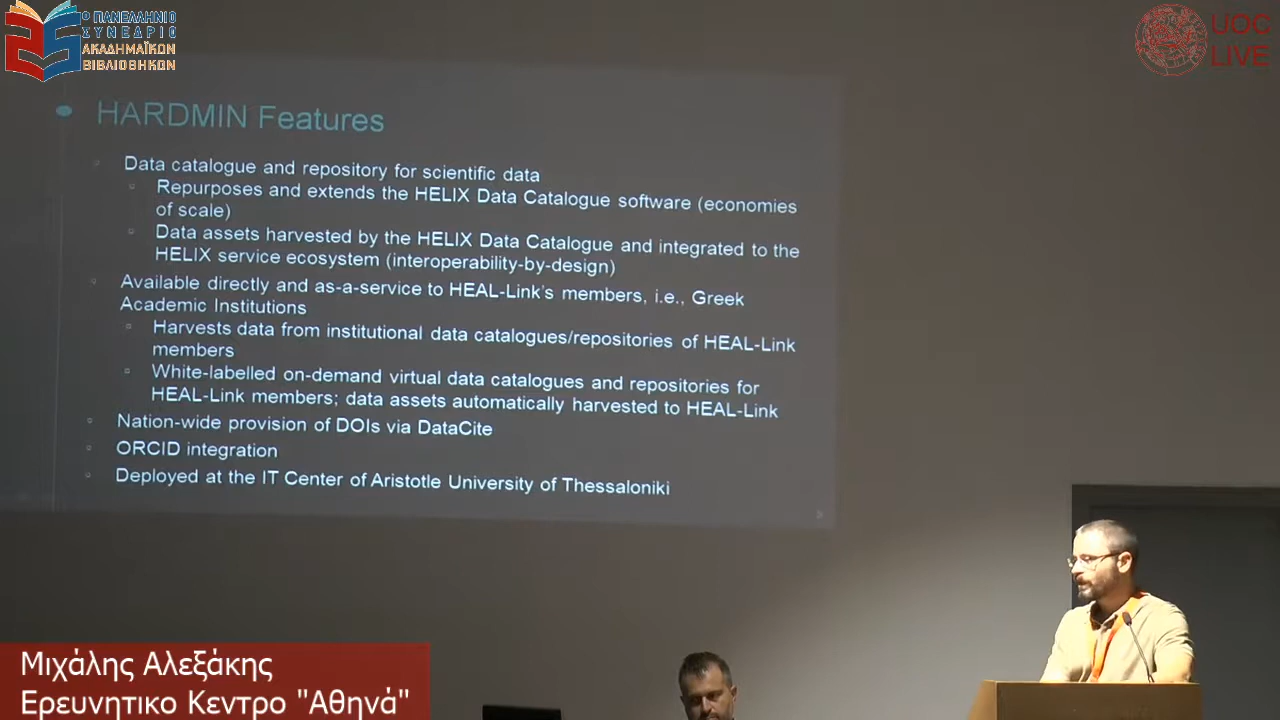 Ο ΠΑΝΕΛΛΗΝΙΟ
ΣΥΝΕΔΡΙΟ
ΑΚΑΔΗΜΑΪΚΩΝ
ΒΙΒΛΙΟΘΗΚΩΝ
UOC
LIVE
HARDMIN Features
Data catalogue and repository for scientific data
Repurposes and extends the HELIX Data Catalogue software (economies
of scale)
Data assets harvested by the HELIX Data Catalogue and integrated to the
HELIX service ecosystem (interoperability-by-design)
Available directly and as-a-service to HEAL-Link's members, i.e., Greek
Academic Institutions
Harvests data from institutional data catalogues/repositories of HEAL-Link
members
White-labelled on-demand virtual data catalogues and repositories for
HEAL-Link members; data assets automatically harvested to HEAL-Link
Nation-wide provision of DOIs via DataCite
ORCID integration
Deployed at the IT Center of Aristotle University of Thessaloniki
Μιχάλης Αλεξάκης
Ερευνητικο Κεντρο "Αθηνά"